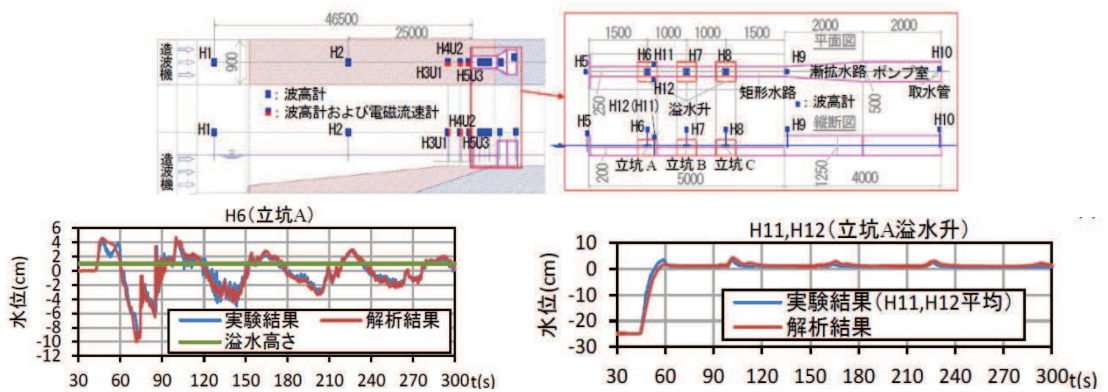 46500
25000
造波機
900
H1
H2
H4U2
H3U1
H5U3
：波高計
：波高計および電磁流速計
H1
H2
H3U1
H4U2
H5U3
造波機
1500
1000
1000
1500
2000
2000
平面図
H5
H6
H11
H7
H8
H9
H10
H12
250
漸拡水路
ポンプ室
溢水升
矩形水路
500
取水管
：波高計
H12(H11)
H5
H6
H7
H8
H9
縦断図
H10
立坑 A
立坑 B
立坑 C
200
5000
1250
4000
H6(立坑A)
水位(cm)
6
4
2
0
-2
-4
-6
-8
-10
-12
実験結果
解析結果
溢水高さ
30 60 90 120 150 180 210 240 270 300 t(s)
H11,H12(立坑A溢水升)
水位(cm)
10
0
-10
-20
-30
実験結果(H11,H12平均)
解析結果
30 60 90 120 150 180 210 240 270 300 t(s)